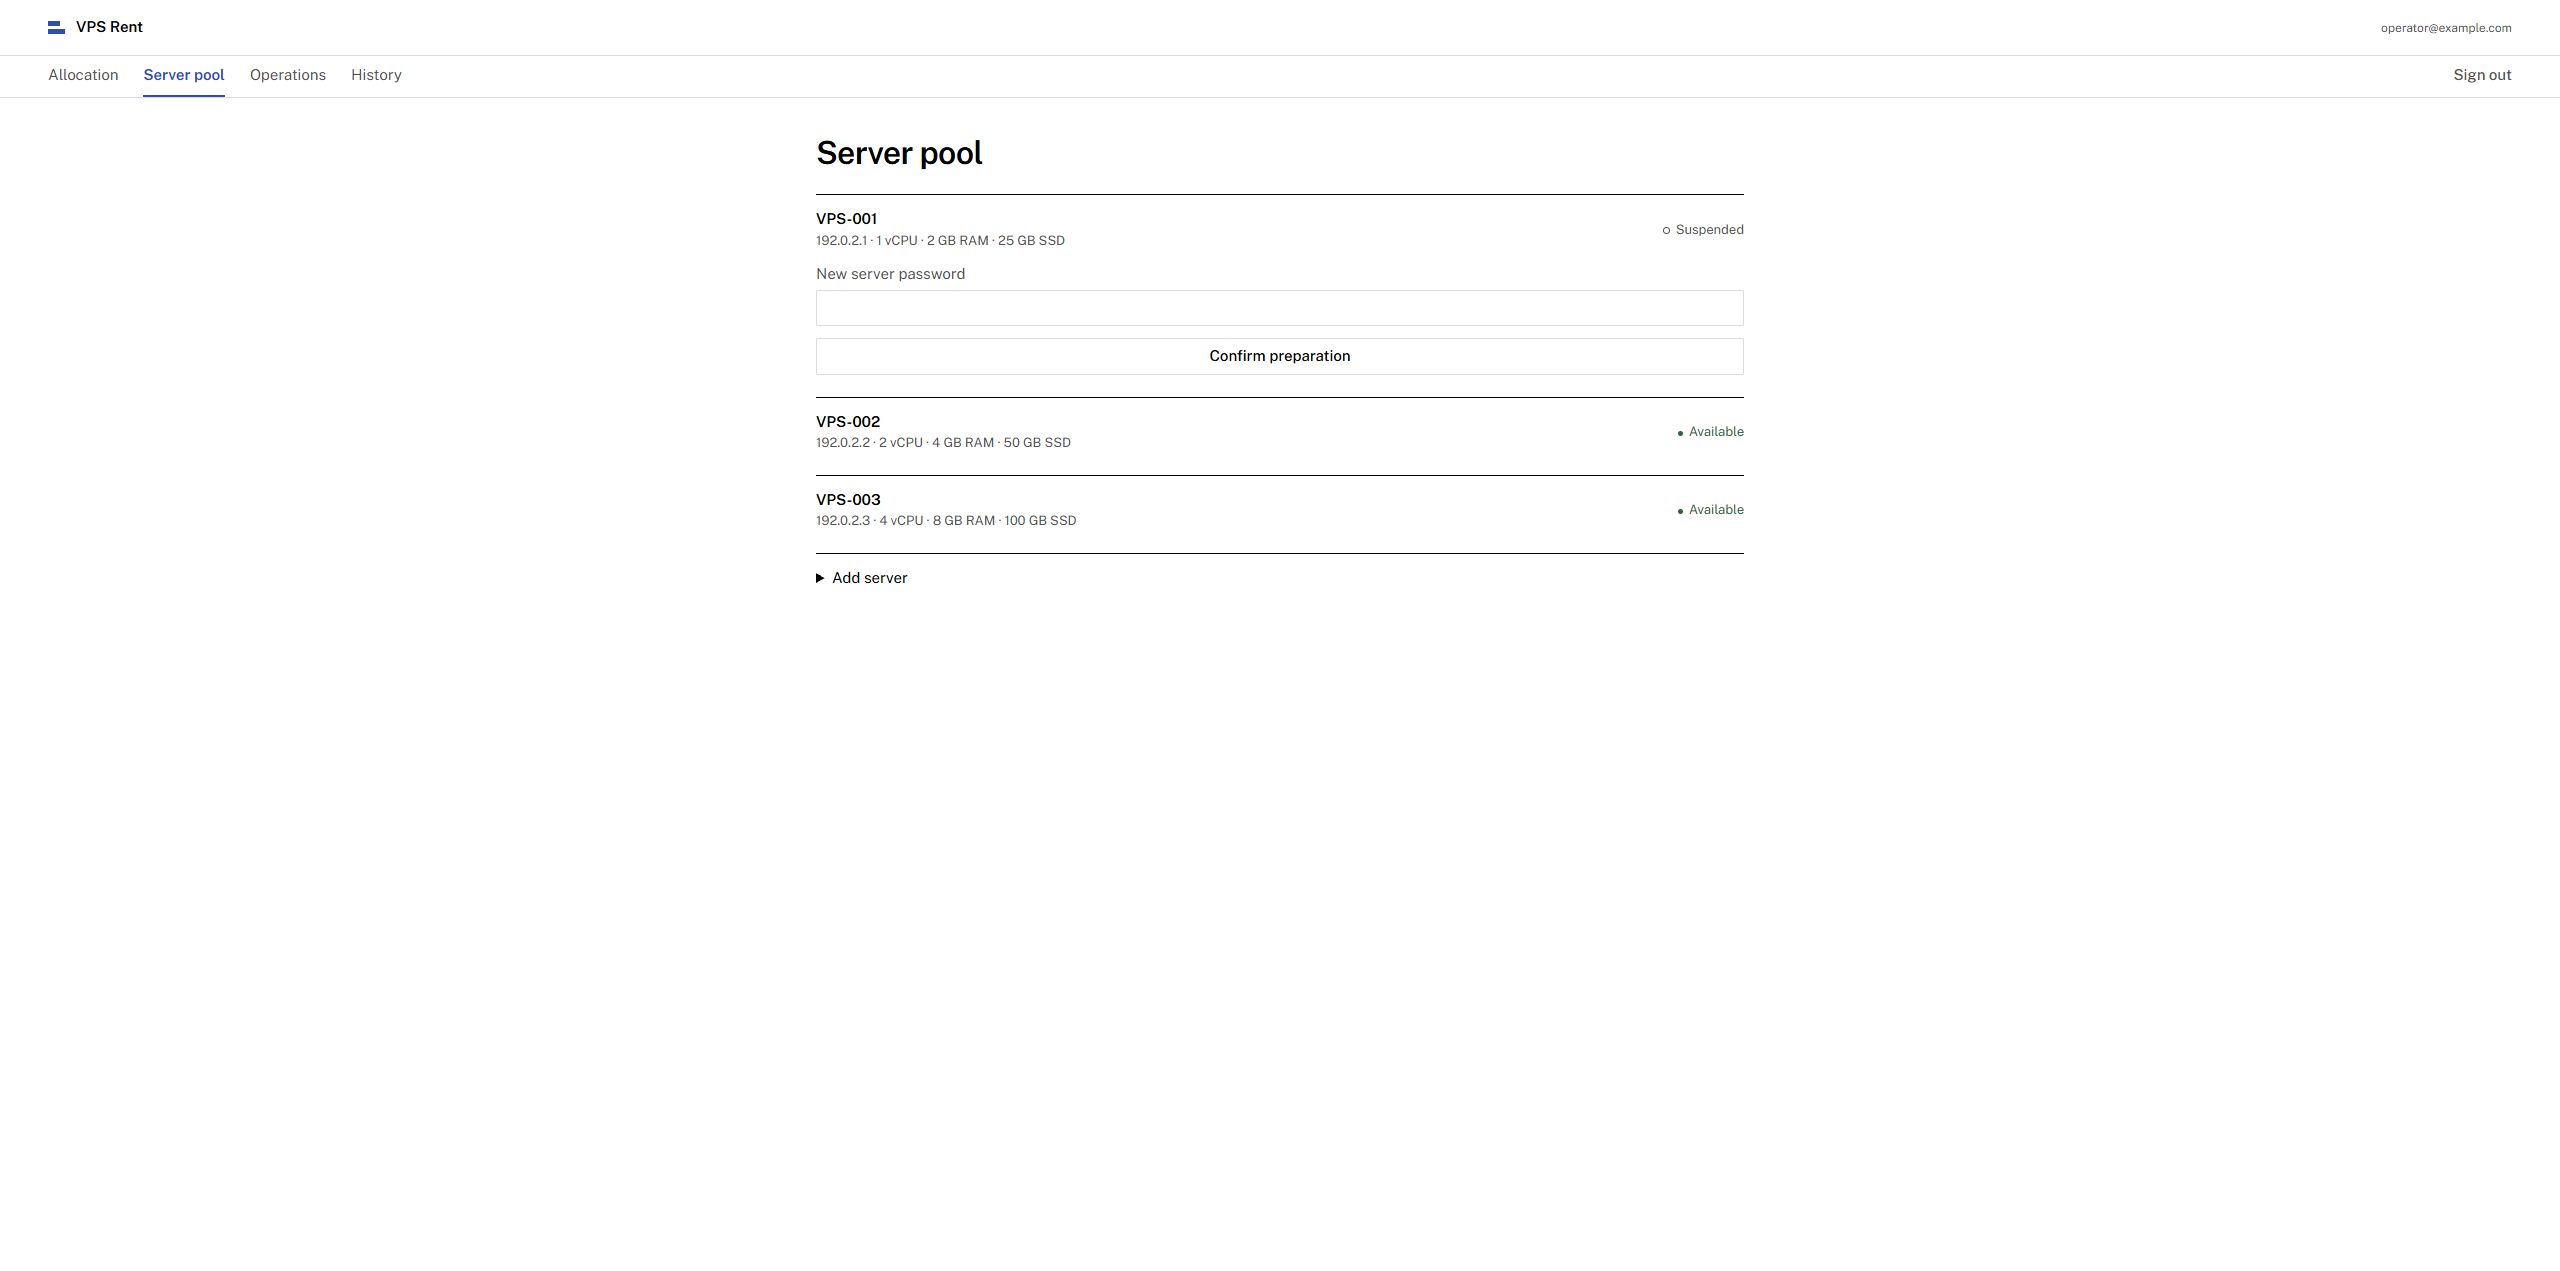 VPS Rent
operator@example.com
Allocation
Server pool
Operations
History
Sign out
Server pool
VPS-001
192.0.2.1 · 1 vCPU · 2 GB RAM · 25 GB SSD
Suspended
New server password
Confirm preparation
VPS-002
192.0.2.2 · 2 vCPU · 4 GB RAM · 50 GB SSD
Available
VPS-003
192.0.2.3 · 4 vCPU · 8 GB RAM · 100 GB SSD
Available
Add server